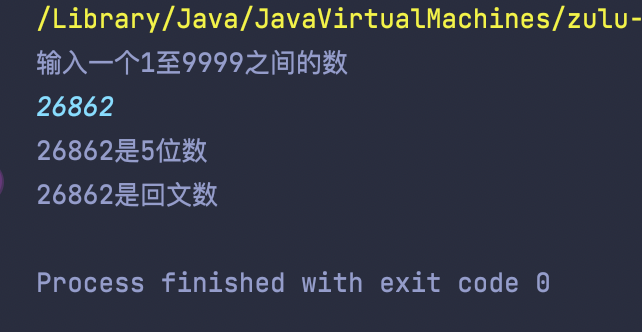 /Library/Java/JavaVirtualMachines/zulu-
输入一个1至9999之间的数
26862
26862是5位数
26862是回文数
Process finished with exit code 0